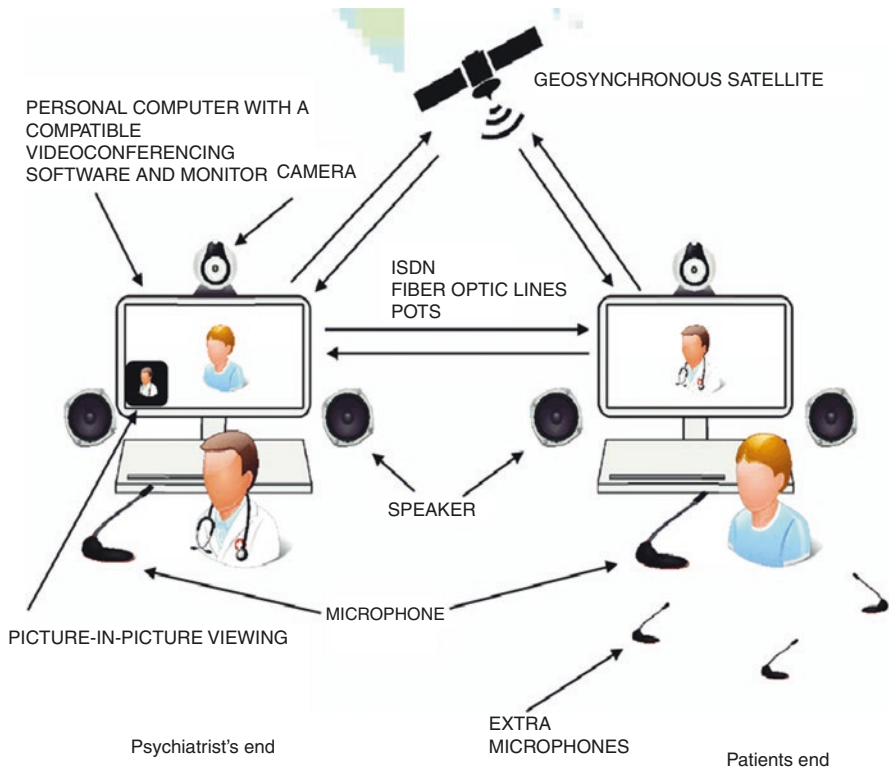 GEOSYNCHRONOUS SATELLITE
PERSONAL COMPUTER WITH A
COMPATIBLE
VIDEOCONFERENCING
SOFTWARE AND MONITOR
CAMERA
ISDN
FIBER OPTIC LINES
POTS
SPEAKER
MICROPHONE
PICTURE-IN-PICTURE VIEWING
EXTRA
MICROPHONES
Psychiatrist's end
Patients end